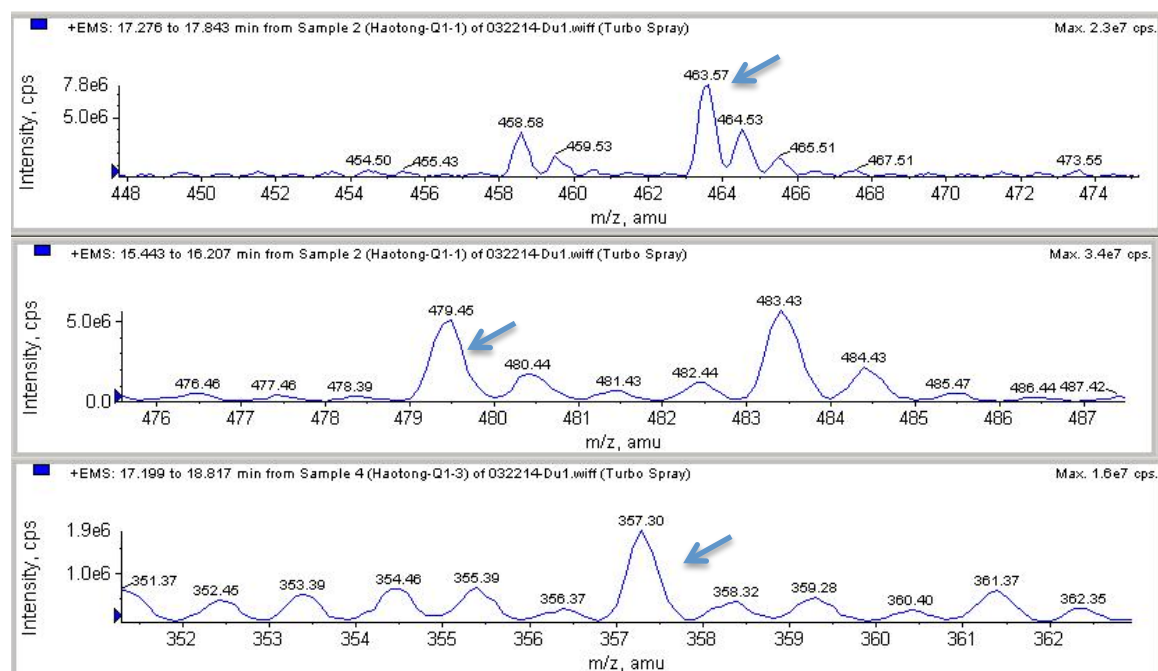 +EMS: 17.276 to 17.843 min from Sample 2 (Haotong-Q1-1) of 032214-Du1.wiff (Turbo Spray) Max. 2.3e7 cps.
Intensity, cps
7.8e6
5.0e6
454.50 455.43 458.58 459.53 463.57 464.53 465.51 467.51 473.55
448 450 452 454 456 458 460 462 464 466 468 470 472 474
m/z, amu
+EMS: 15.443 to 16.207 min from Sample 2 (Haotong-Q1-1) of 032214-Du1.wiff (Turbo Spray) Max. 3.4e7 cps.
Intensity, cps
5.0e6
0.0
476.46 477.46 478.39 479.45 480.44 481.43 482.44 483.43 484.43 485.47 486.44 487.42
476 477 478 479 480 481 482 483 484 485 486 487
m/z, amu
+EMS: 17.199 to 18.817 min from Sample 4 (Haotong-Q1-3) of 032214-Du1.wiff (Turbo Spray) Max. 1.6e7 cps.
Intensity, cps
1.9e6
1.0e6
351.37 352.45 353.39 354.46 355.39 356.37 357.30 358.32 359.28 360.40 361.37 362.35
352 353 354 355 356 357 358 359 360 361 362
m/z, amu